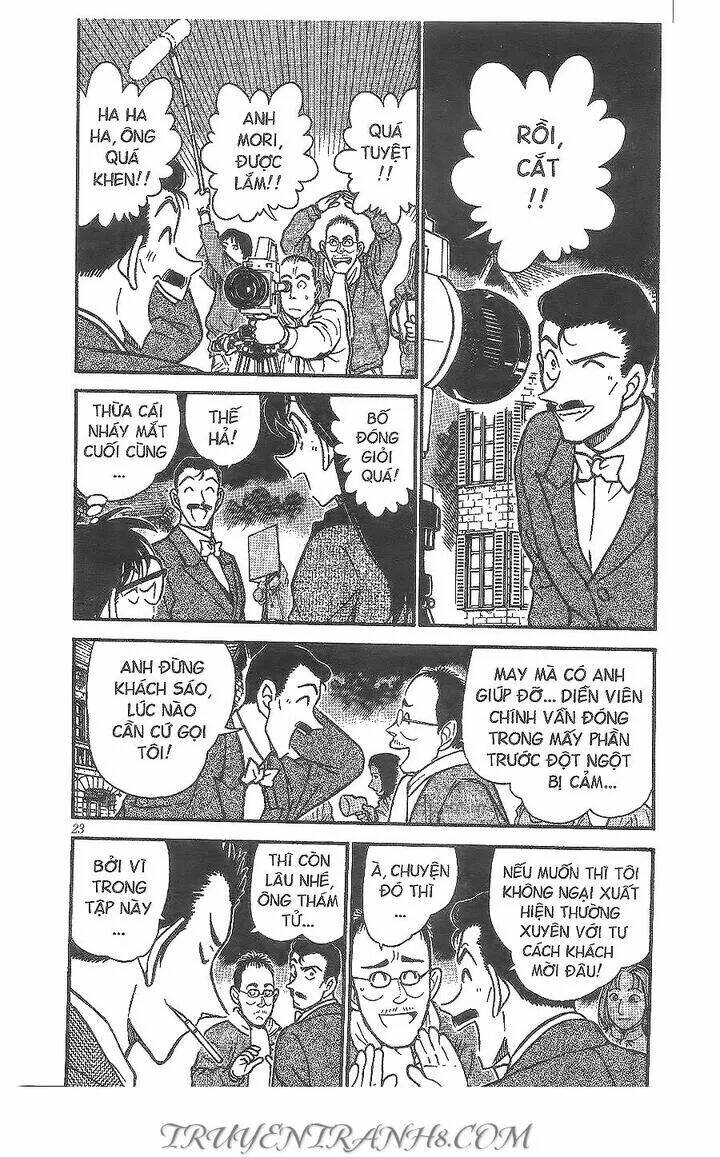 RỒI,
CẮT
!!
QUÁ
TUYỆT
!!
ANH
MORI,
ĐƯỢC
LẮM!!
HA HA
HA, ÔNG
QUÁ
KHEN!!
BỐ
ĐÓNG
GIỎI
QUÁ!
THẾ
HẢ!
THỪA CÁI
NHÁY MẮT
CUỐI CÙNG
...
MAY MÀ CÓ ANH
GIÚP ĐỠ... DIỂN VIÊN
CHÍNH VẪN ĐÓNG
TRONG MẤY PHẦN
TRƯỚC ĐỘT NGỘT
BỊ CẢM...
ANH ĐỪNG
KHÁCH SÁO,
LÚC NÀO
CẦN CỨ GỌI
TÔI!
23
NẾU MUỐN THÌ TÔI
KHÔNG NGẠI XUẤT
HIỆN THƯỜNG
XUYÊN VỚI TƯ
CÁCH KHÁCH
MỜI ĐÂU!
À, CHUYỆN
ĐÓ THÌ
...
THÌ CÒN
LÂU NHÉ,
ÔNG THÁM
TỬ...
BỞI VÌ
TRONG
TẬP NÀY
...
TRUYENTRANH8.COM